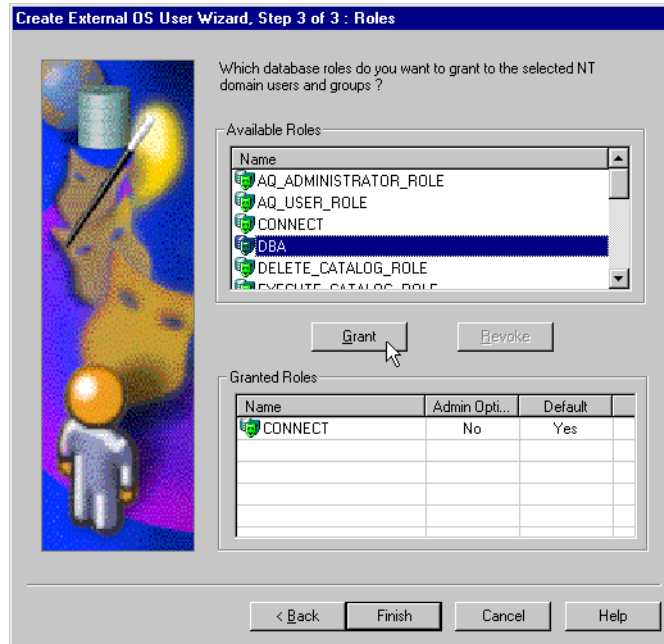 Create External OS User Wizard, Step 3 of 3 : Roles
Which database roles do you want to grant to the selected NT
domain users and groups ?
Available Roles
Name
AQ_ADMINISTRATOR_ROLE
AQ_USER_ROLE
CONNECT
DBA
DELETE_CATALOG_ROLE
EXECUTE_CATALOG_ROLE
Grant Revoke
Granted Roles
Name Admin Opti... Default
CONNECT No Yes
< Back Finish Cancel Help